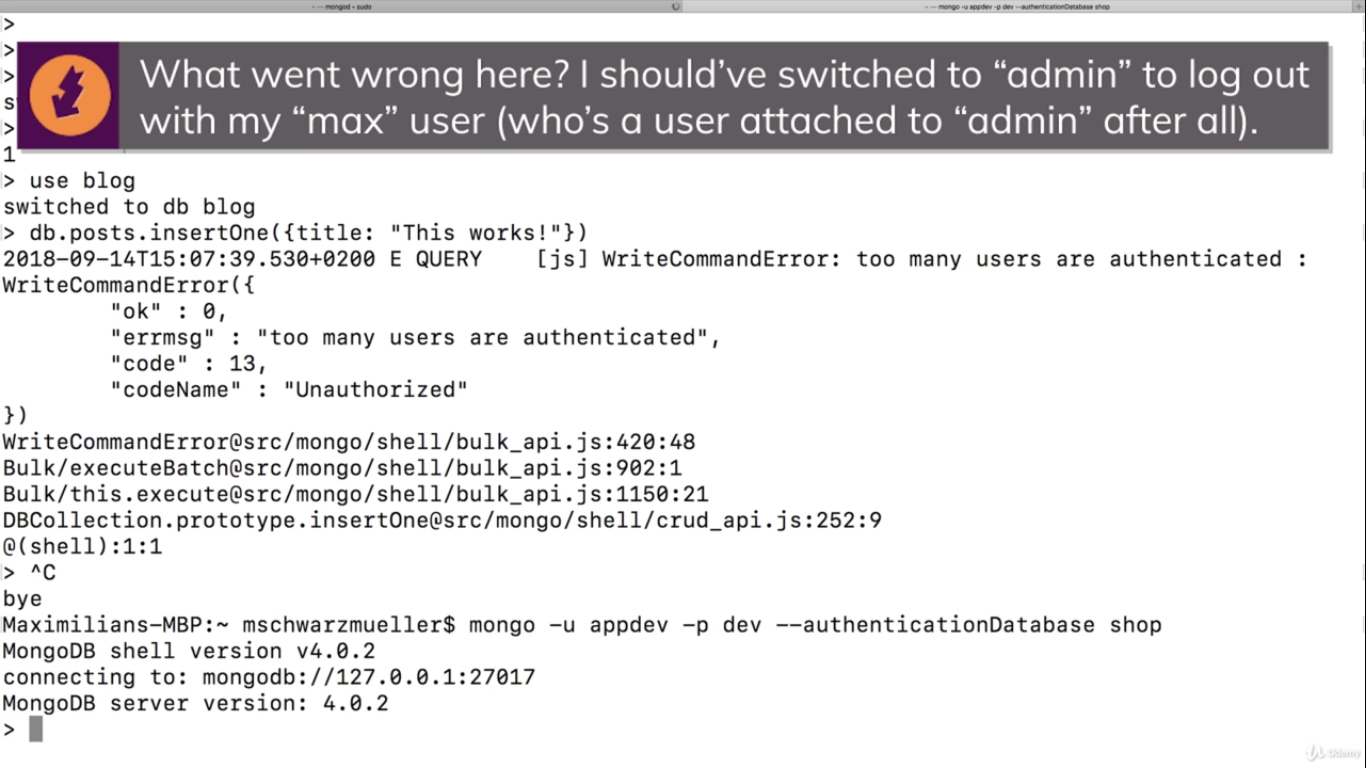 ~ — mongod • sudo
~ — mongo -u appdev -p dev --authenticationDatabase shop
>
>
What went wrong here? I should’ve switched to “admin” to log out
>
with my “max” user (who’s a user attached to “admin” after all).
s
>
1
> use blog
switched to db blog
> db.posts.insertOne({title: "This works!"})
2018-09-14T15:07:39.530+0200 E QUERY    [js] WriteCommandError: too many users are authenticated :
WriteCommandError({
        "ok" : 0,
        "errmsg" : "too many users are authenticated",
        "code" : 13,
        "codeName" : "Unauthorized"
})
WriteCommandError@src/mongo/shell/bulk_api.js:420:48
Bulk/executeBatch@src/mongo/shell/bulk_api.js:902:1
Bulk/this.execute@src/mongo/shell/bulk_api.js:1150:21
DBCollection.prototype.insertOne@src/mongo/shell/crud_api.js:252:9
@(shell):1:1
> ^C
bye
Maximilians-MBP:~ mschwarzmueller$ mongo -u appdev -p dev --authenticationDatabase shop
MongoDB shell version v4.0.2
connecting to: mongodb://127.0.0.1:27017
MongoDB server version: 4.0.2
>
Udemy